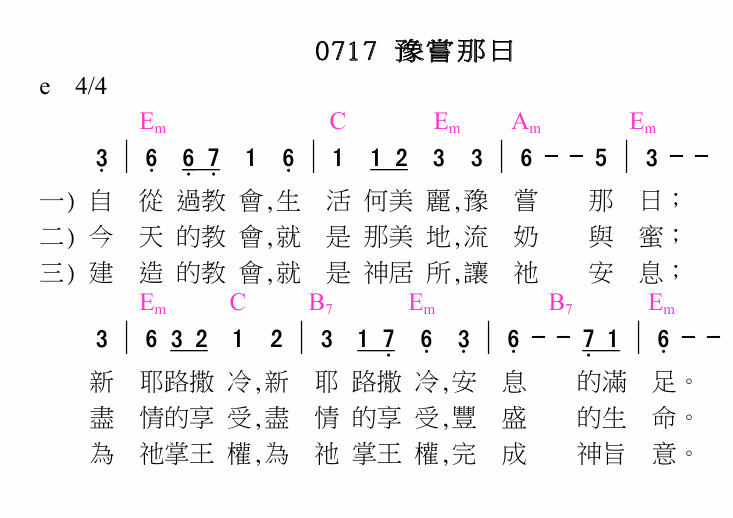 0717 豫嘗那日
e 4/4
Em C Em Am Em
3 | 6 6 7 1 6 | 1 1 2 3 3 | 6 - - 5 | 3 - -
一) 自 從 過教 會,生 活 何美 麗,豫 嘗 那 日;
二) 今 天 的教 會,就 是 那美 地,流 奶 與 蜜;
三) 建 造 的教 會,就 是 神居 所,讓 祂 安 息;
Em C B7 Em B7 Em
3 | 6 3 2 1 2 | 3 1 7 6 3 | 6 - - 7 1 | 6 - -
新 耶路撒 冷,新 耶 路撒 冷,安 息 的滿 足。
盡 情的享 受,盡 情 的享 受,豐 盛 的生 命。
為 祂掌王 權,為 祂 掌王 權,完 成 神旨 意。